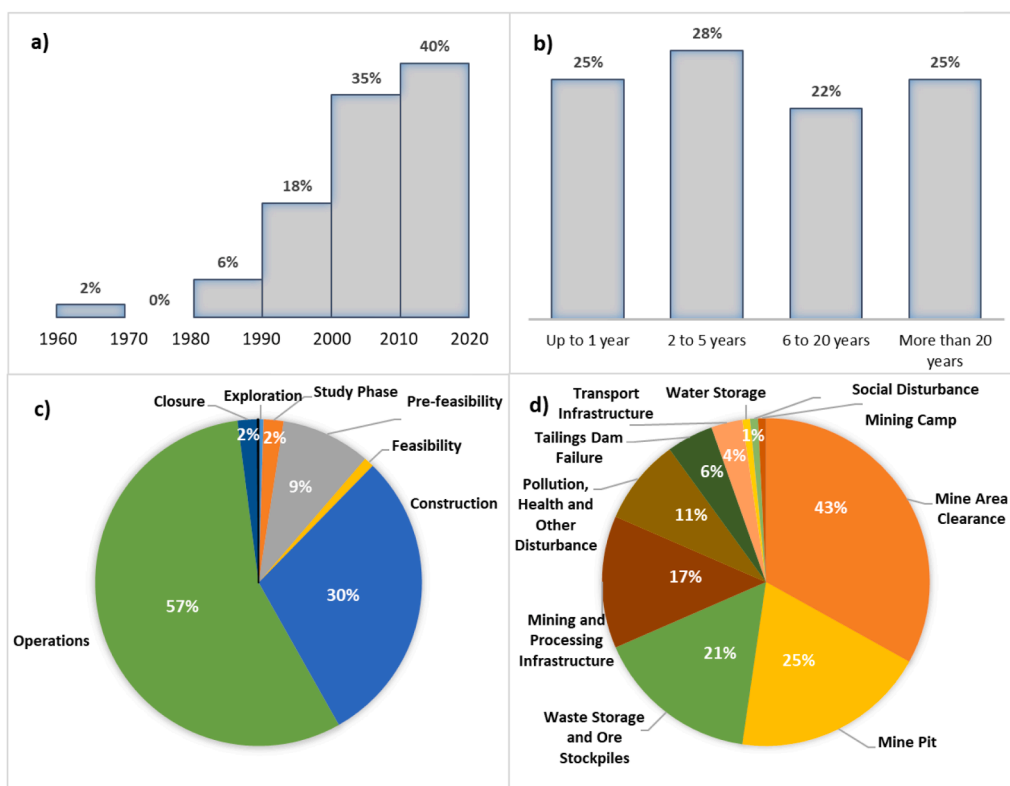 a)
40%
35%
18%
6%
2%
0%
1960 1970 1980 1990 2000 2010 2020
b)
25%
28%
22%
25%
Up to 1 year
2 to 5 years
6 to 20 years
More than 20
years
c)
Closure
Exploration
Study Phase
Pre-feasibility
Feasibility
Construction
Operations
2%
2%
9%
30%
57%
d)
Transport
Infrastructure
Water Storage
Social Disturbance
Mining Camp
Tailings Dam
Failure
Pollution,
Health and
Other
Disturbance
Mining and
Processing
Infrastructure
Waste Storage
and Ore
Stockpiles
Mine Pit
Mine Area
Clearance
1%
4%
6%
11%
17%
21%
25%
43%